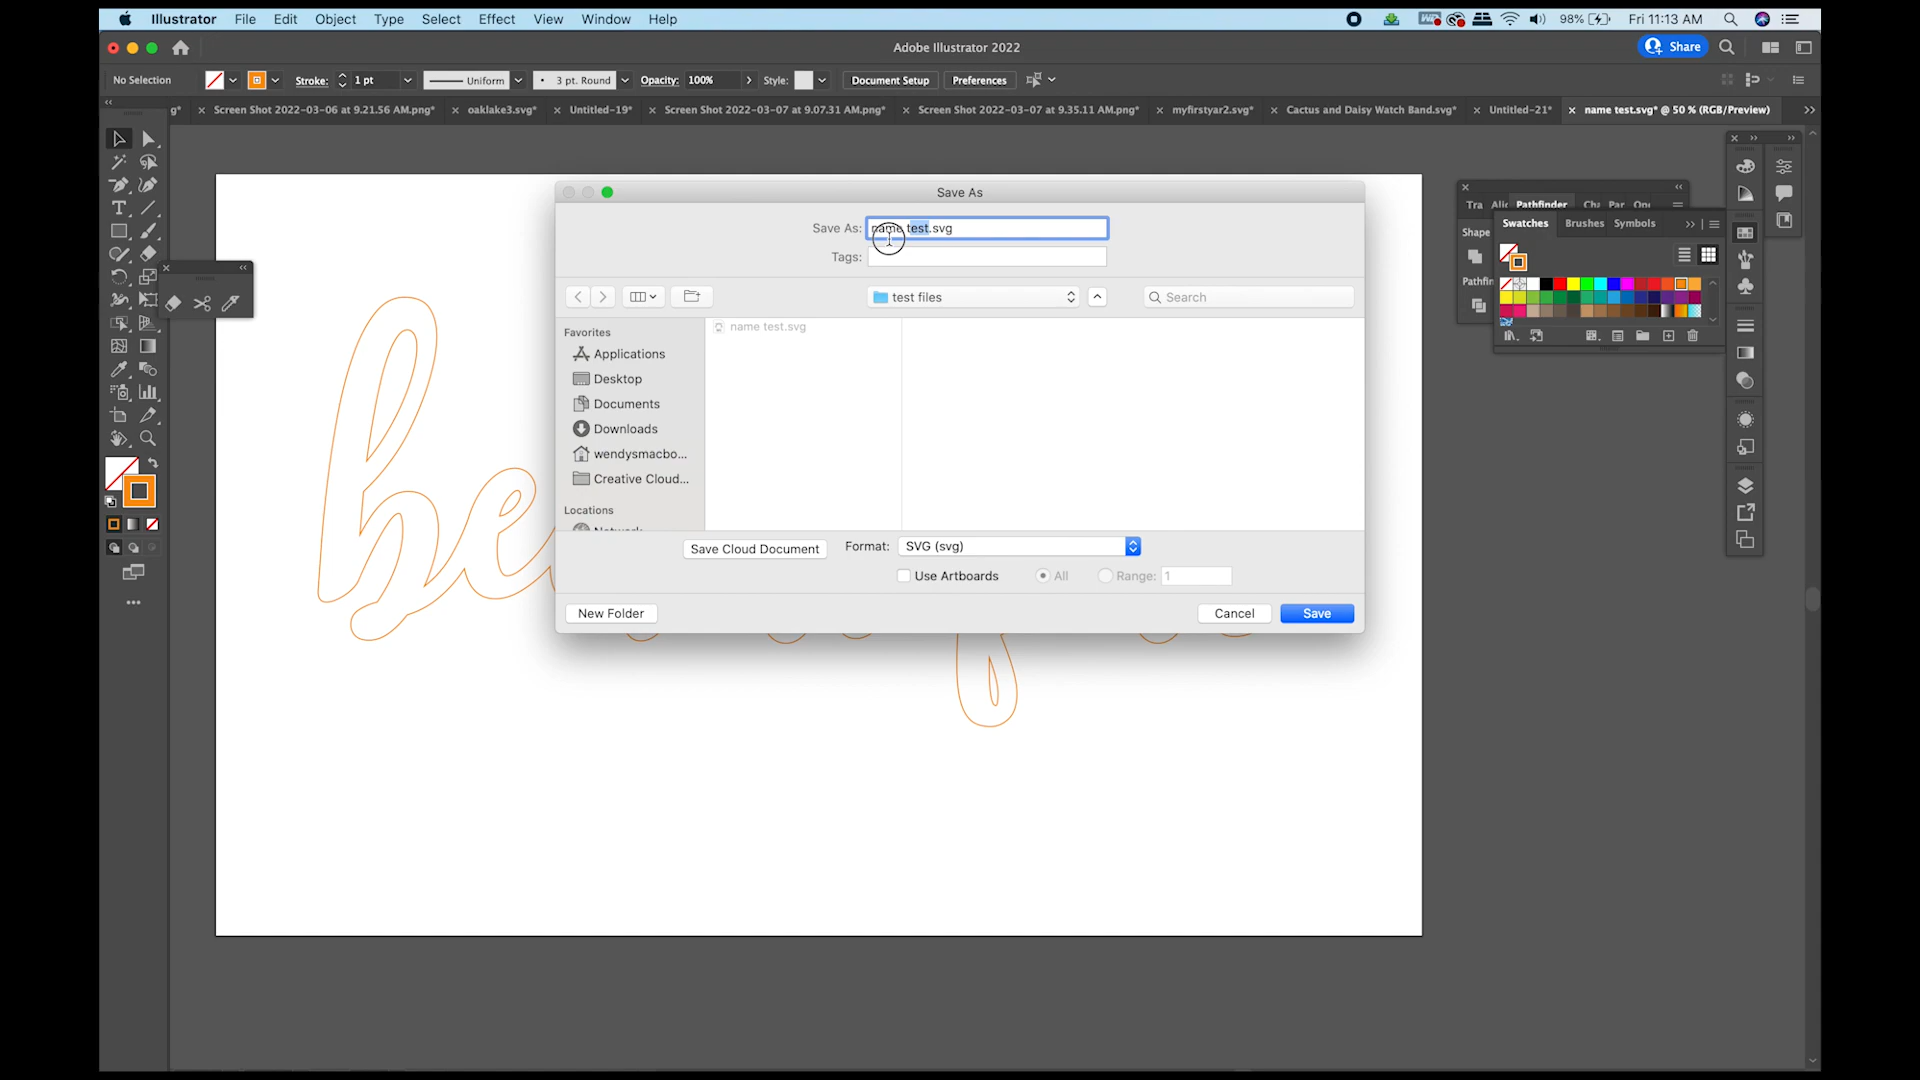 Illustrator File Edit Object Type Select Effect View Window Help 98% Fri 11:13 AM
Adobe Illustrator 2022 Share
No Selection Stroke: 1 pt Uniform 3 pt. Round Opacity: 100% Style: Document Setup Preferences
g* × Screen Shot 2022-03-06 at 9.21.56 AM.png* × oaklake3.svg* × Untitled-19* × Screen Shot 2022-03-07 at 9.07.31 AM.png* × Screen Shot 2022-03-07 at 9.35.11 AM.png* × myfirstyar2.svg* × Cactus and Daisy Watch Band.svg* × Untitled-21* × name test.svg* @ 50 % (RGB/Preview)
Save As
Save As: name test.svg
Tags:
test files
Search
Favorites
Applications
Desktop
Documents
Downloads
wendysmacbo...
Creative Cloud...
Locations
name test.svg
Save Cloud Document Format: SVG (svg)
Use Artboards All Range: 1
New Folder Cancel Save
Tra Pathfinder Par
Swatches Brushes Symbols
Shape
Pathfin
be